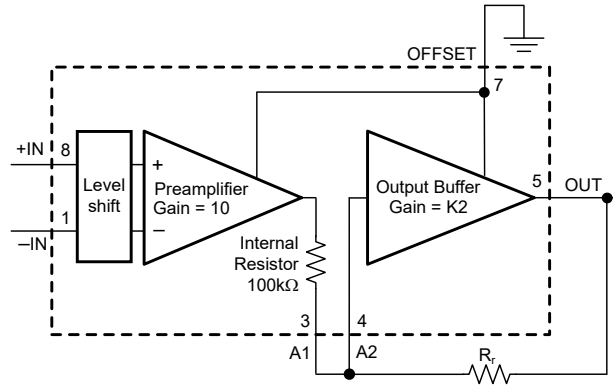 OFFSET
7
+IN
8
Level
shift
+
Preamplifier
Gain = 10
–
1
–IN
Output Buffer
Gain = K2
5
OUT
Internal
Resistor
100kΩ
3
4
A1
A2
Rr